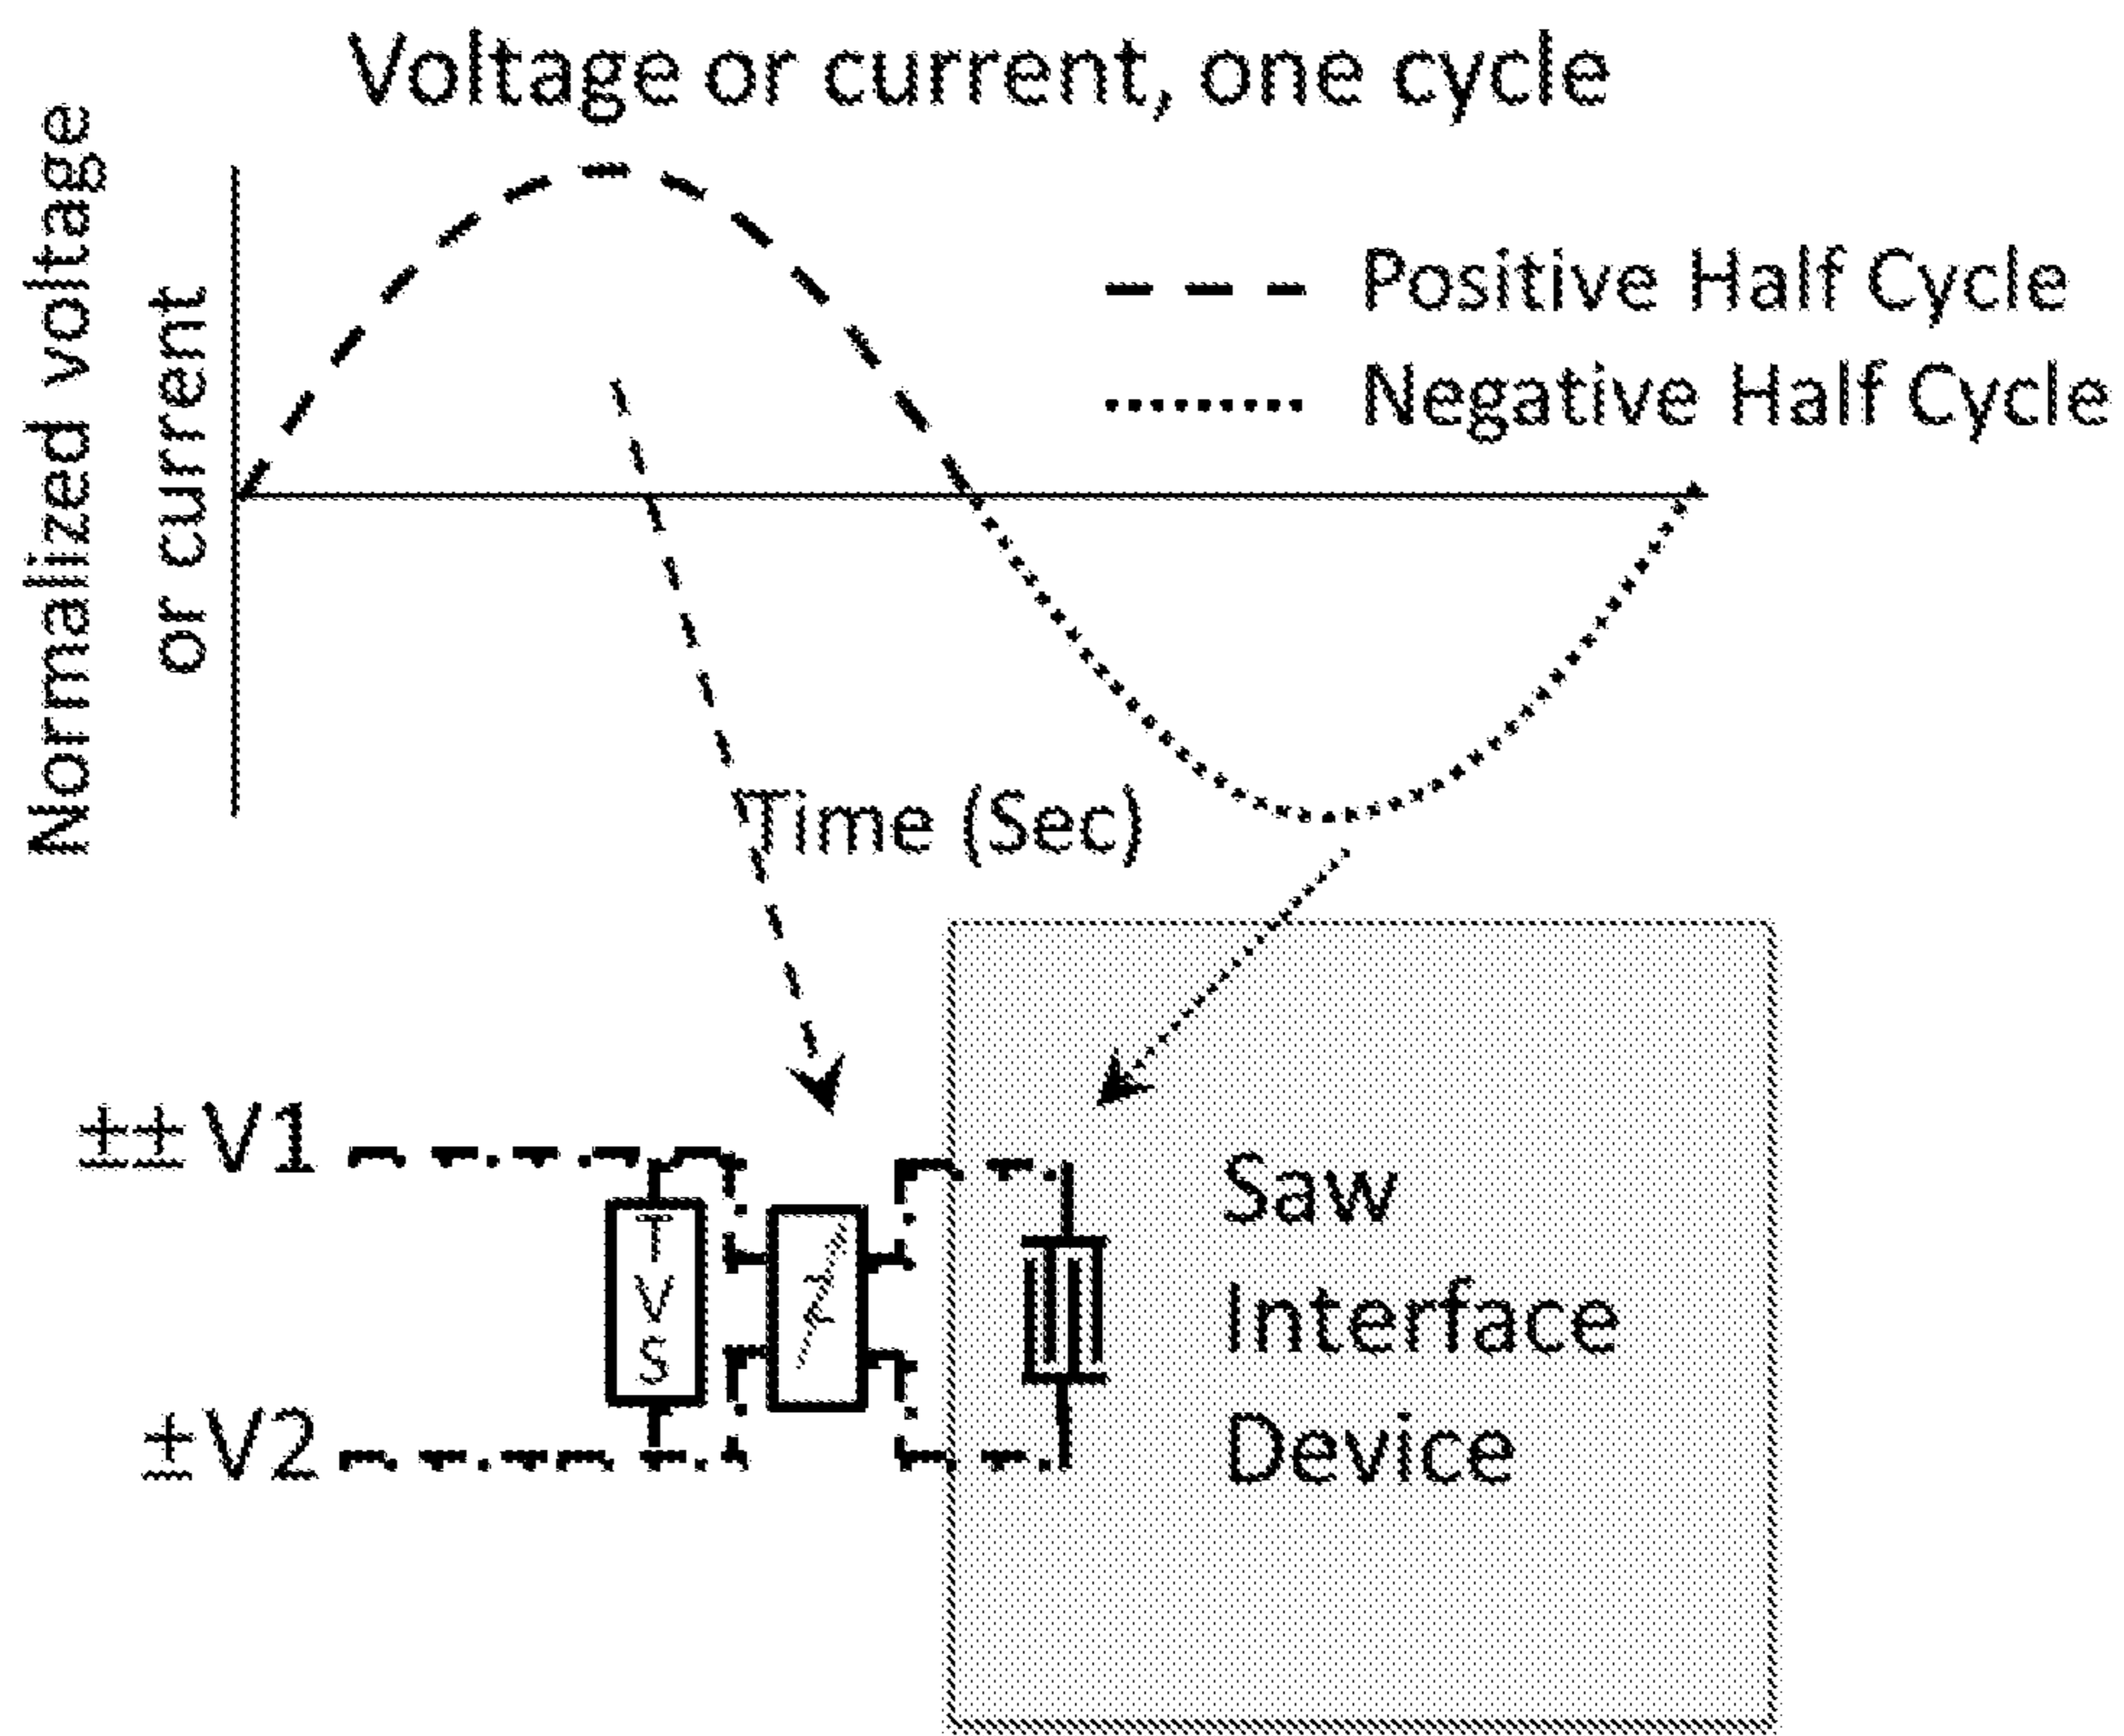 Voltage or current, one cycle
Normalized voltage
or current
Positive Half Cycle
Negative Half Cycle
Time (Sec)
±± V1
TVS
±V2
Saw
Interface
Device